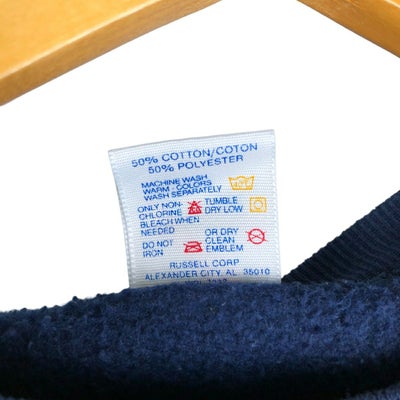 50% COTTON/COTON
50% POLYESTER
MACHINE WASH
WARM - COLORS
WASH SEPARATELY
ONLY NON-
CHLORINE
BLEACH WHEN
NEEDED
TUMBLE
DRY LOW
DO NOT
IRON
OR DRY
CLEAN
EMBLEM
RUSSELL CORP
ALEXANDER CITY, AL 35010